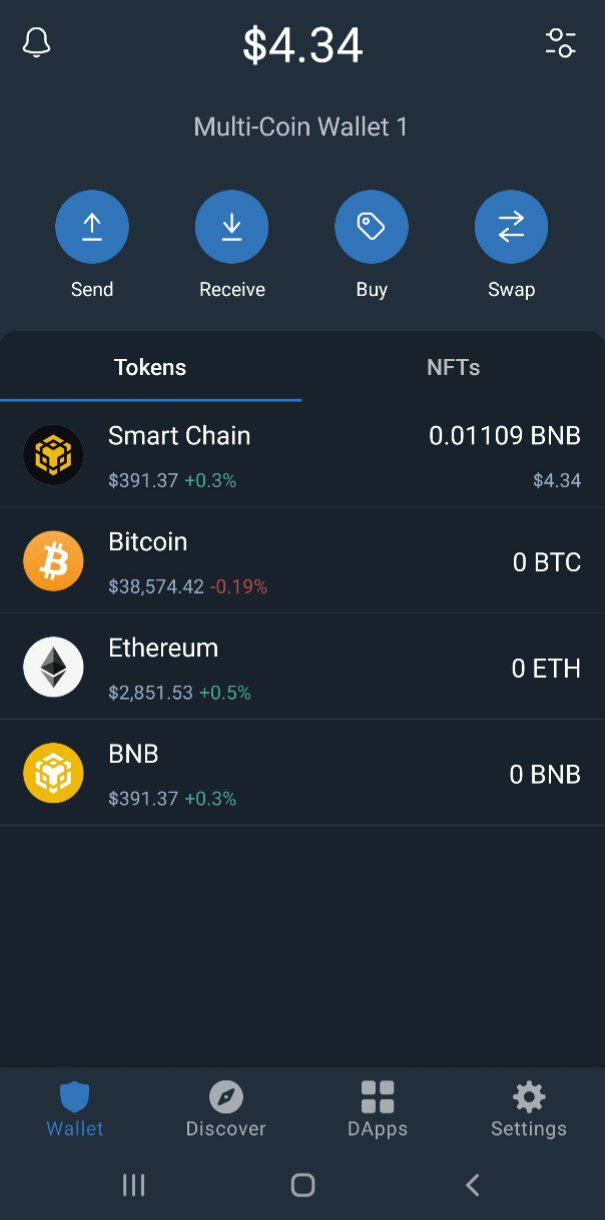 $4.34
Multi-Coin Wallet 1
Send Receive Buy Swap
Tokens NFTs
Smart Chain 0.01109 BNB
$391.37 +0.3% $4.34
Bitcoin
0 BTC
$38,574.42 -0.19%
Ethereum
0 ETH
$2,851.53 +0.5%
BNB
0 BNB
$391.37 +0.3%
Wallet Discover DApps Settings